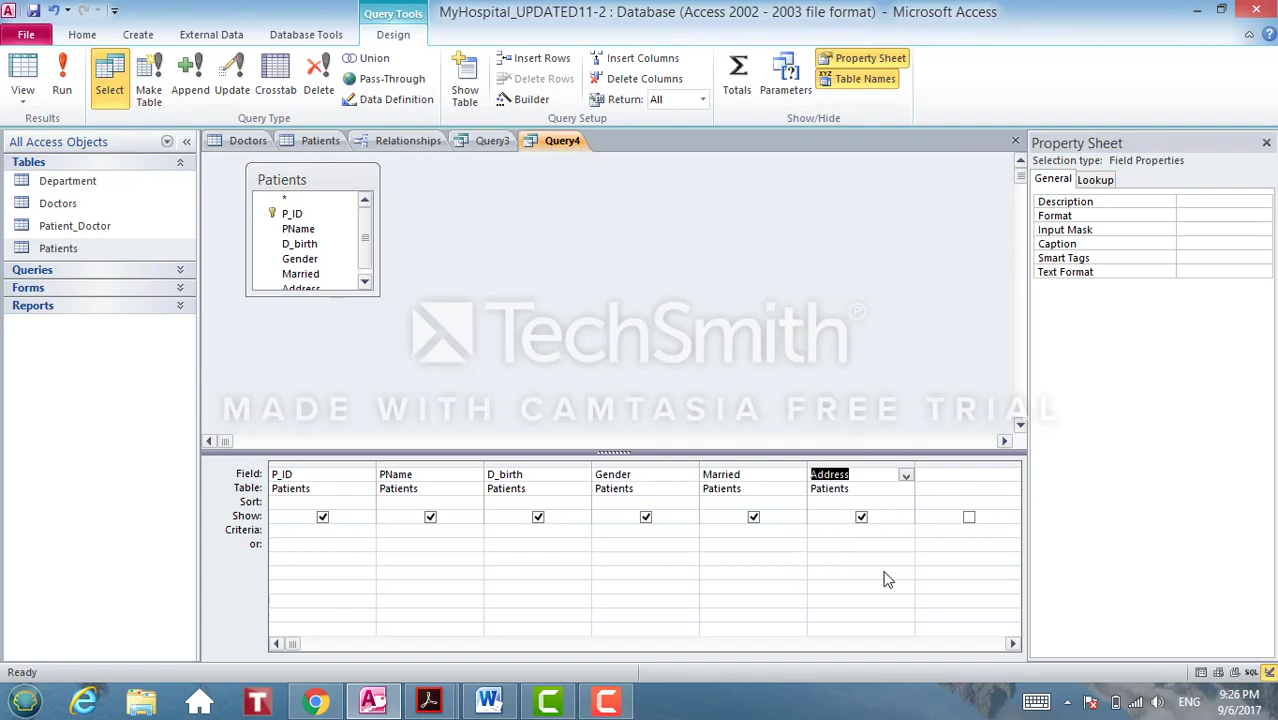 Query Tools
MyHospital_UPDATED11-2 : Database (Access 2002 - 2003 file format) - Microsoft Access
File Home Create External Data Database Tools Design
View Run
Results
Select Make Table Append Update Crosstab Delete
Union
Pass-Through
Data Definition
Query Type
Show Table
Insert Rows
Delete Rows
Builder
Insert Columns
Delete Columns
Return: All
Query Setup
Totals Parameters
Property Sheet
XYZ Table Names
Show/Hide
All Access Objects
Tables
Department
Doctors
Patient_Doctor
Patients
Queries
Forms
Reports
Doctors Patients Relationships Query3 Query4
Patients
*
P_ID
PName
D_birth
Gender
Married
Address
TechSmith®
MADE WITH CAMTASIA FREE TRIAL
Field: P_ID PName D_birth Gender Married Address
Table: Patients Patients Patients Patients Patients Patients
Sort:
Show:
Criteria:
or:
Property Sheet
Selection type: Field Properties
General Lookup
Description
Format
Input Mask
Caption
Smart Tags
Text Format
Ready
SQL
ENG
9:26 PM
9/6/2017